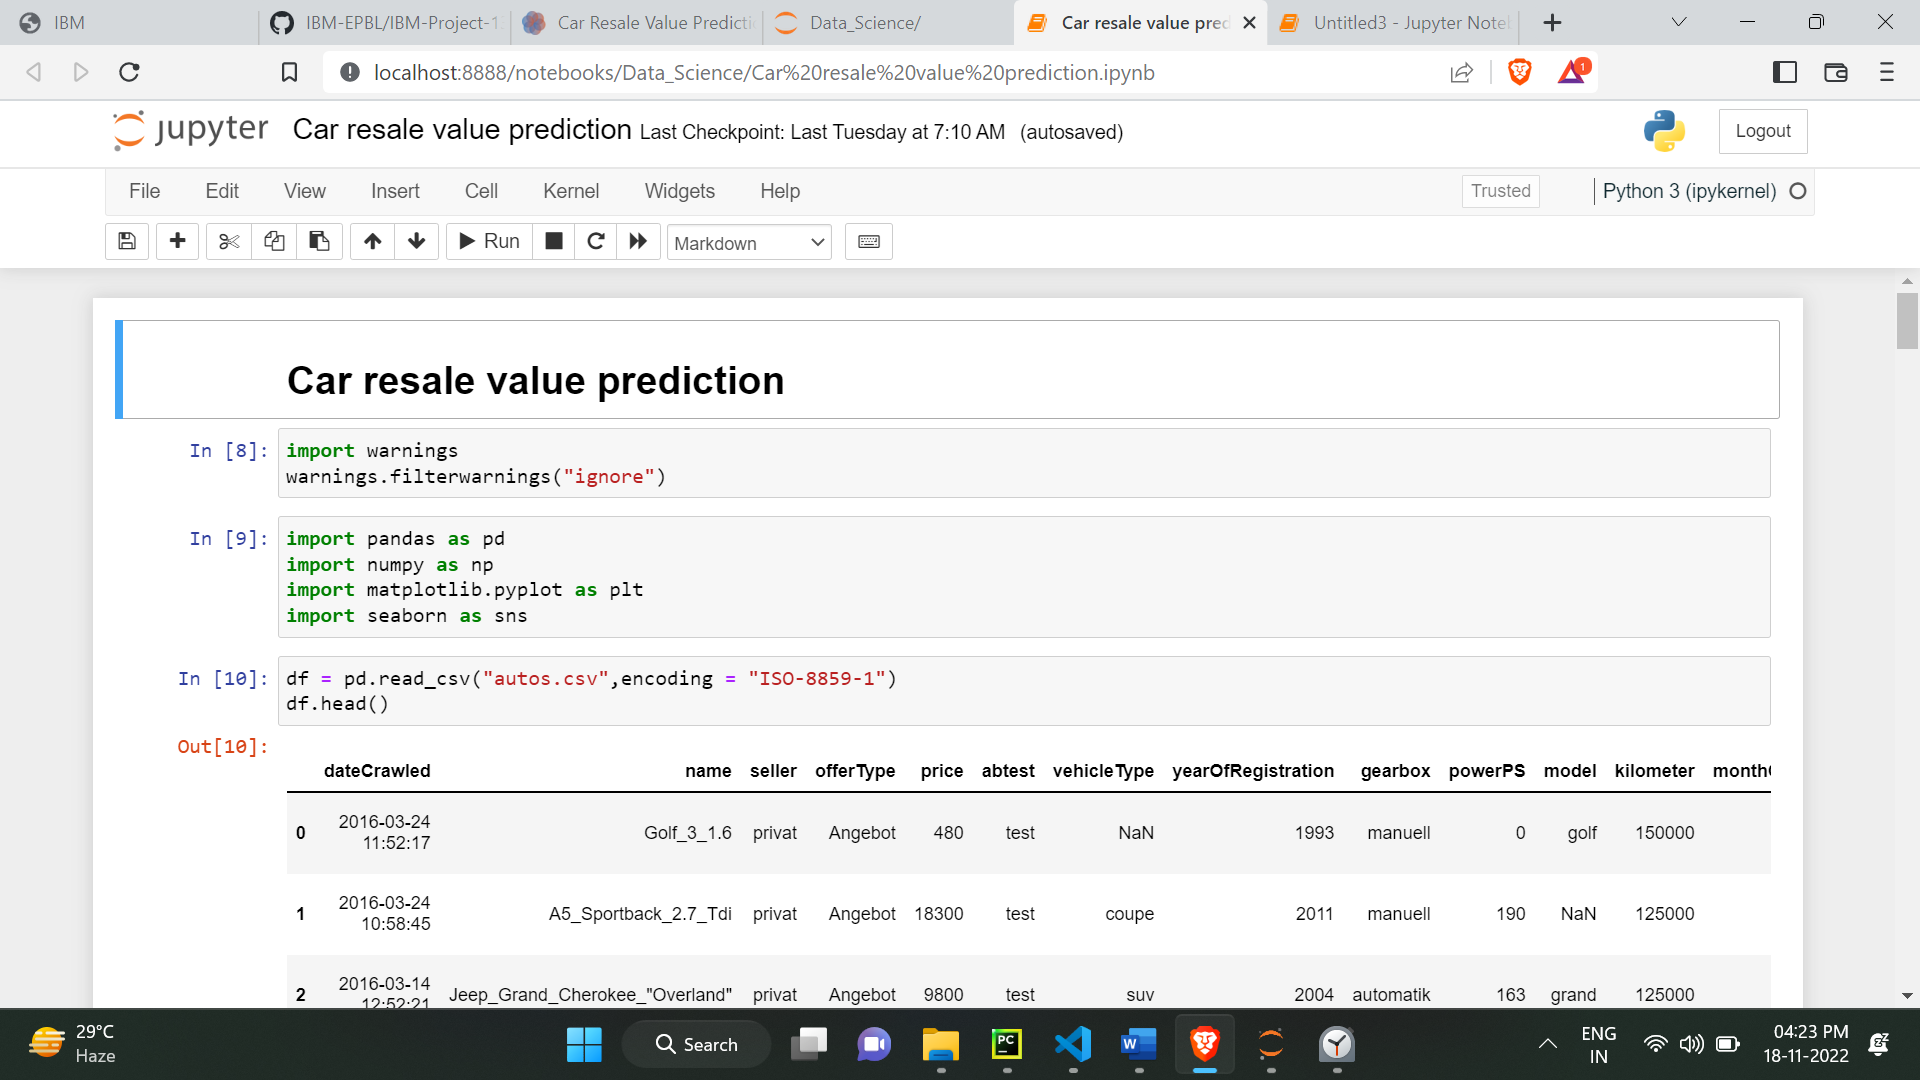 IBM
IBM-EPBL/IBM-Project-1
Car Resale Value Predicti
Data_Science/
Car resale value pred
Untitled3 - Jupyter Note
localhost:8888/notebooks/Data_Science/Car%20resale%20value%20prediction.ipynb
1
jupyter Car resale value prediction Last Checkpoint: Last Tuesday at 7:10 AM (autosaved)
Logout
File Edit View Insert Cell Kernel Widgets Help
Trusted
Python 3 (ipykernel)
Run
Markdown
Car resale value prediction
In [8]: import warnings
warnings.filterwarnings("ignore")
In [9]: import pandas as pd
import numpy as np
import matplotlib.pyplot as plt
import seaborn as sns
In [10]: df = pd.read_csv("autos.csv",encoding = "ISO-8859-1")
df.head()
Out[10]:
dateCrawled name seller offerType price abtest vehicleType yearOfRegistration gearbox powerPS model kilometer month
0 2016-03-24 11:52:17 Golf_3_1.6 privat Angebot 480 test NaN 1993 manuell 0 golf 150000
1 2016-03-24 10:58:45 A5_Sportback_2.7_Tdi privat Angebot 18300 test coupe 2011 manuell 190 NaN 125000
2 2016-03-14 12:52:21 Jeep_Grand_Cherokee_"Overland" privat Angebot 9800 test suv 2004 automatik 163 grand 125000
29°C
Haze
Search
PC
W
ENG
IN
04:23 PM
18-11-2022